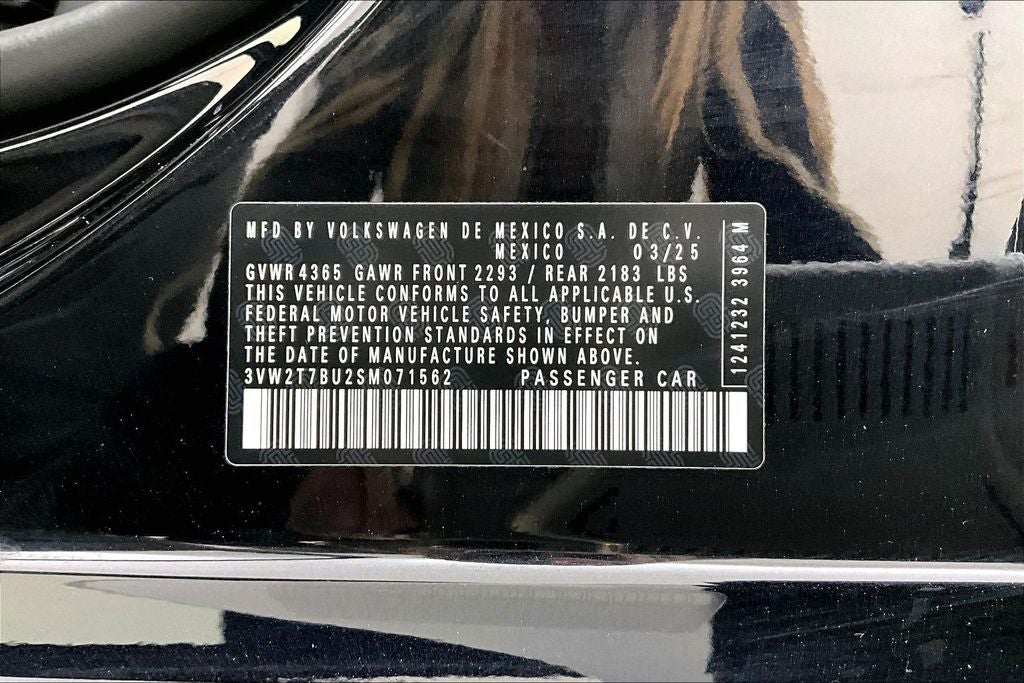 MFD BY VOLKSWAGEN DE MEXICO S.A. DE C.V.
MEXICO 03/25
GVWR 4365 GAWR FRONT 2293 / REAR 2183 LBS
THIS VEHICLE CONFORMS TO ALL APPLICABLE U.S.
FEDERAL MOTOR VEHICLE SAFETY, BUMPER AND
THEFT PREVENTION STANDARDS IN EFFECT ON
THE DATE OF MANUFACTURE SHOWN ABOVE.
3VW2T7BU2SM071562 PASSENGER CAR
1241232 3964 M